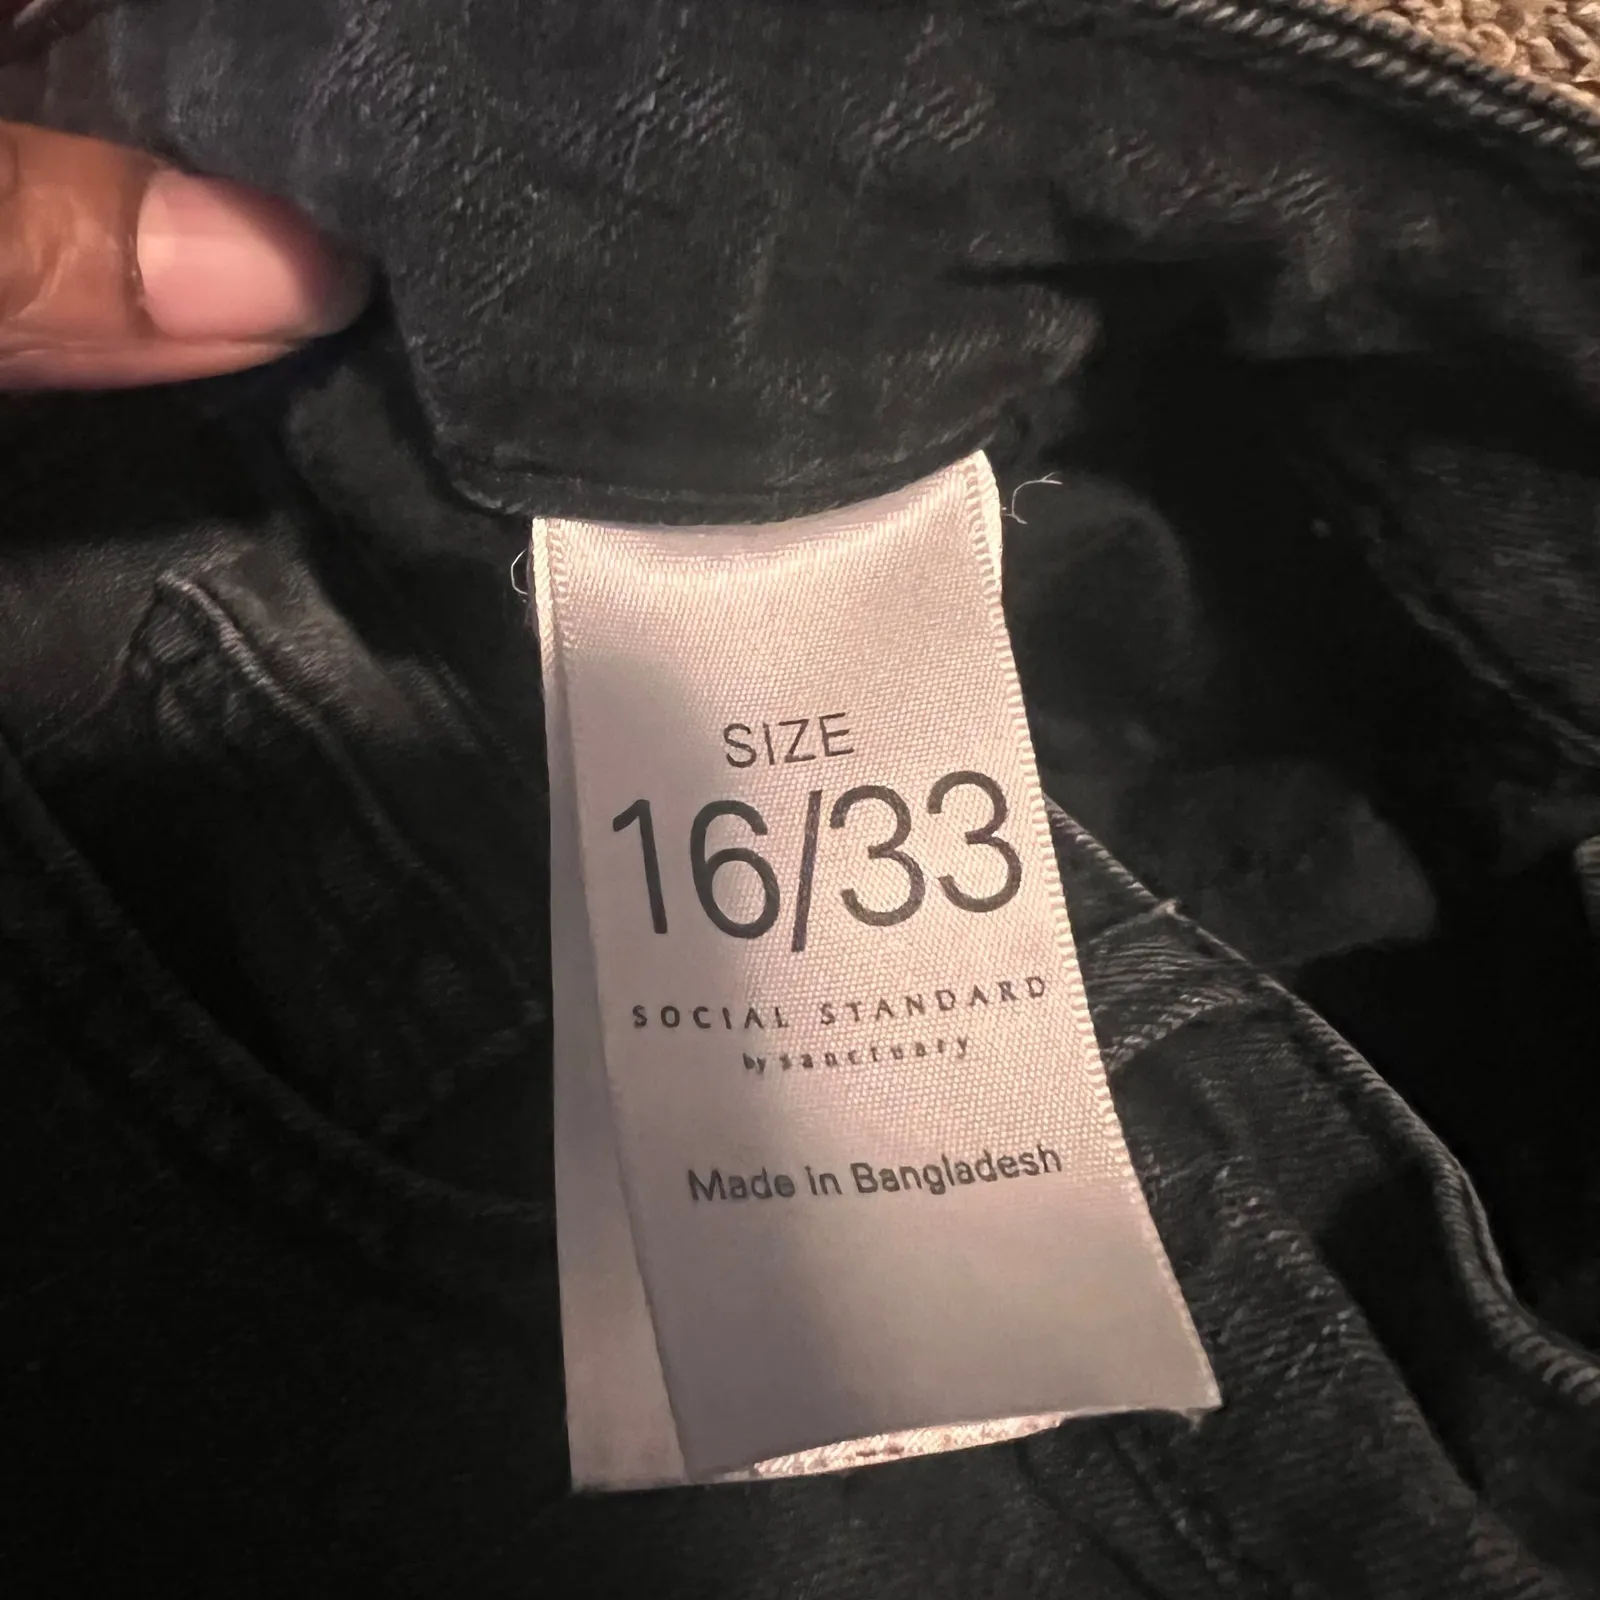 SIZE
16/33
SOCIAL STANDARD
by sanctuary
Made in Bangladesh